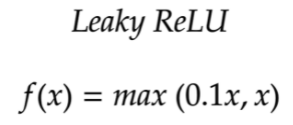 Leaky ReLU
f(x) = max (0.1x, x)